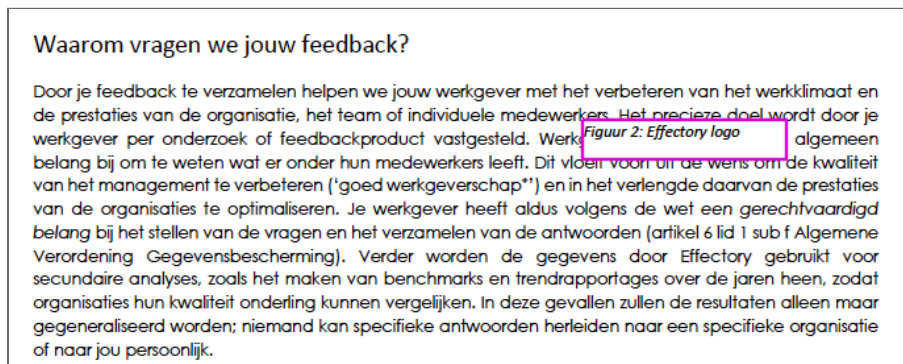 Waarom vragen we jouw feedback?
Door je feedback te verzamelen helpen we jouw werkgever met het verbeteren van het werkklimaat en
de prestaties van de organisatie, het team of individuele medewerkers. Het precieze doel wordt door je
werkgever per onderzoek of feedbackproduct vastgesteld. algemeen
Figuur 2: Effectory logo
belang bij om te weten wat er onder hun medewerkers leeft. Dit vloeit voort uit de wens om de kwaliteit
van het management te verbeteren (‘goed werkgeverschap*’) en in het verlengde daarvan de prestaties
van de organisaties te optimaliseren. Je werkgever heeft aldus volgens de wet een gerechtvaardigd
belang bij het stellen van de vragen en het verzamelen van de antwoorden (artikel 6 lid 1 sub f Algemene
Verordening Gegevensbescherming). Verder worden de gegevens door Effectory gebruikt voor
secundaire analyses, zoals het maken van benchmarks en trendrapportages over de jaren heen, zodat
organisaties hun kwaliteit onderling kunnen vergelijken. In deze gevallen zullen de resultaten alleen maar
gegeneraliseerd worden; niemand kan specifieke antwoorden herleiden naar een specifieke organisatie
of naar jou persoonlijk.